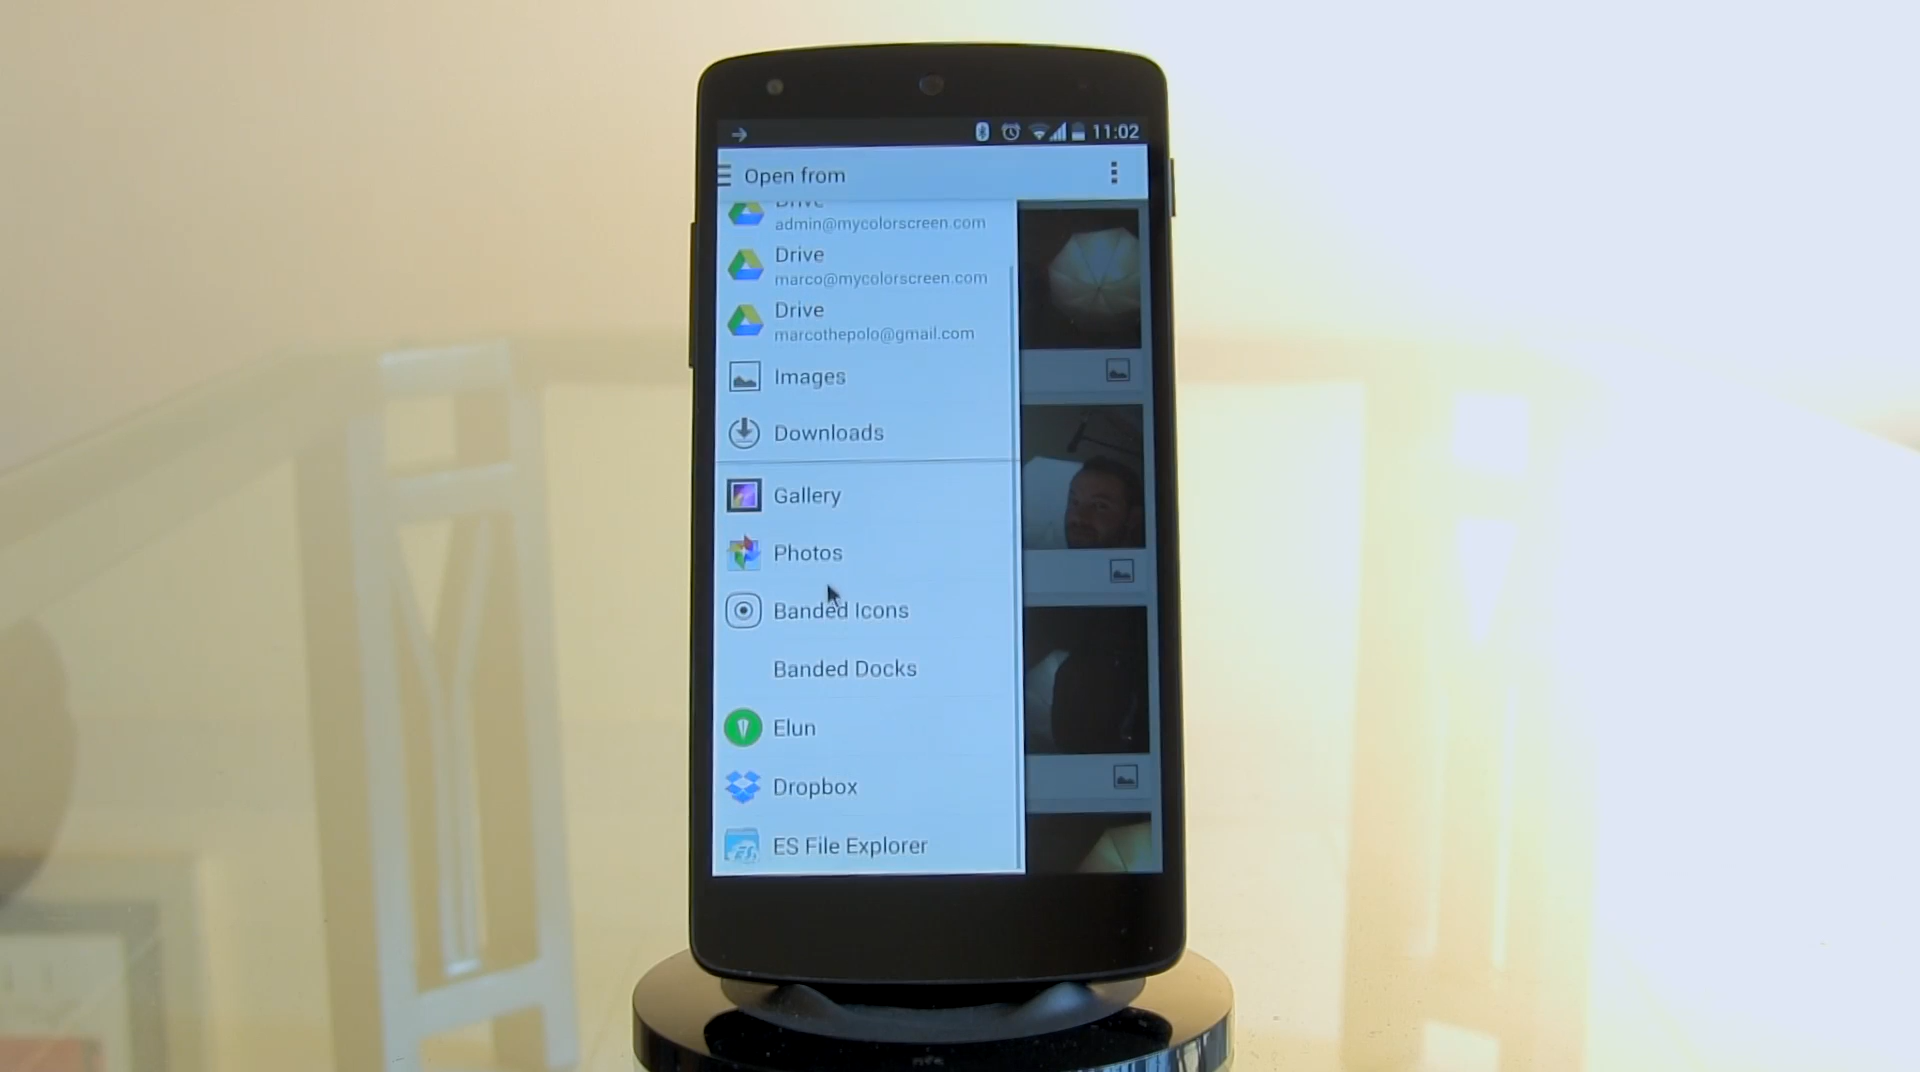 11:02
Open from
Drive
admin@mycolorscreen.com
Drive
marco@mycolorscreen.com
Drive
marcothepolo@gmail.com
Images
Downloads
Gallery
Photos
Banded Icons
Banded Docks
Elun
Dropbox
ES File Explorer